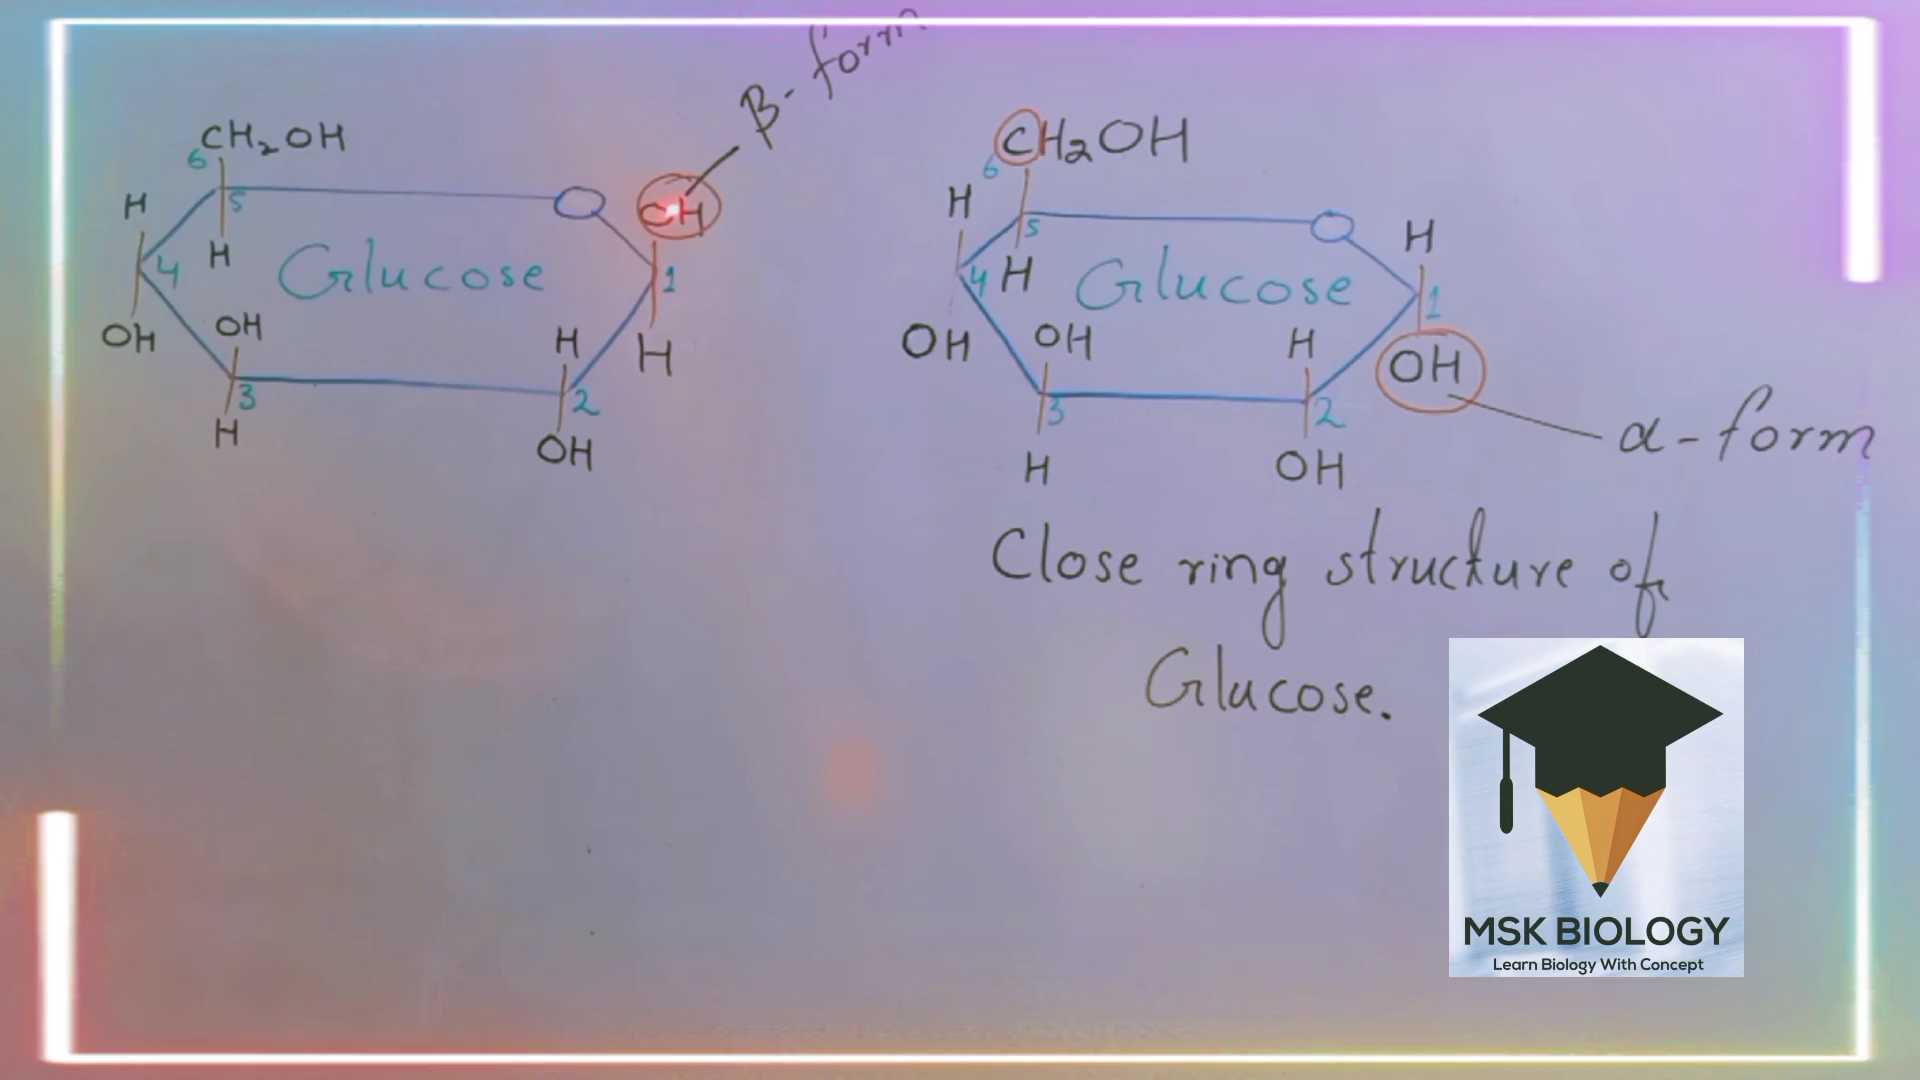 β-form
CH₂OH
6
H
5
OH
H
4
Glucose
1
OH
OH
H
H
3
2
H
OH
CH₂OH
6
H
5
H
4
H
Glucose
1
OH
OH
H
OH
3
2
α-form
H
OH
Close ring structure of
Glucose.
MSK BIOLOGY
Learn Biology With Concept